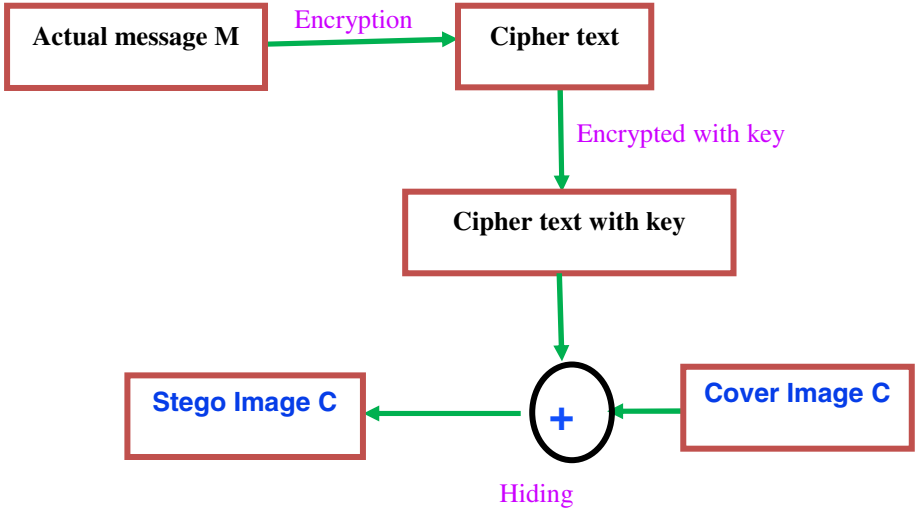 Encryption
Actual message M
Cipher text
Encrypted with key
Cipher text with key
Stego Image C
+
Cover Image C
Hiding